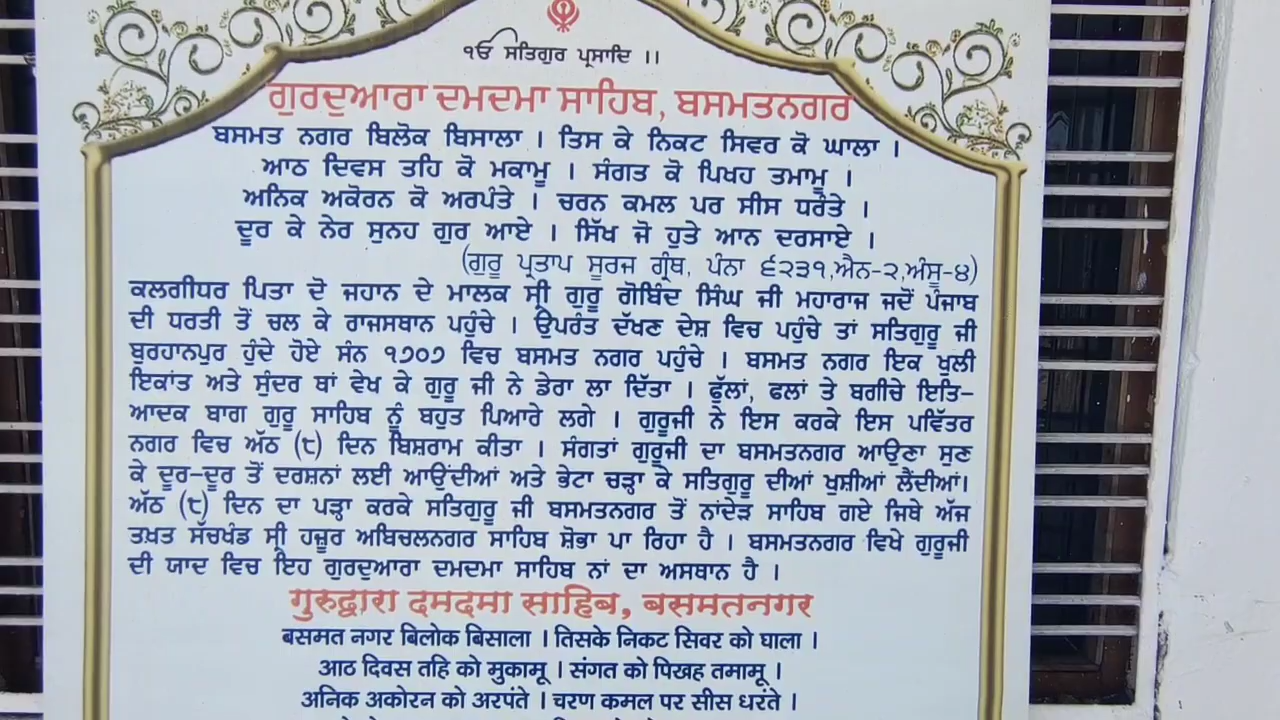 ੴ ਸਤਿਗੁਰ ਪ੍ਰਸਾਦਿ ॥
ਗੁਰਦੁਆਰਾ ਦਮਦਮਾ ਸਾਹਿਬ, ਬਸਮਤਨਗਰ
ਬਸਮਤ ਨਗਰ ਬਿਲੋਕ ਬਿਸਾਲਾ । ਤਿਸ ਕੇ ਨਿਕਟ ਸਿਵਰ ਕੋ ਘਾਲਾ ।
ਆਠ ਦਿਵਸ ਤਹਿ ਕੋ ਮਕਾਮੂ । ਸੰਗਤ ਕੋ ਪਿਖਹ ਤਮਾਮੂ ।
ਅਨਿਕ ਅਕੋਰਨ ਕੋ ਅਰਪੰਤੇ । ਚਰਨ ਕਮਲ ਪਰ ਸੀਸ ਧਰੰਤੇ ।
ਦੂਰ ਕੇ ਨੇਰ ਸੁਨਹ ਗੁਰ ਆਏ । ਸਿੱਖ ਜੋ ਹੁਤੇ ਆਨ ਦਰਸਾਏ ।
(ਗੁਰੂ ਪ੍ਰਤਾਪ ਸੂਰਜ ਗ੍ਰੰਥ, ਪੰਨਾ ੬੨੩੧,ਐਨ-੨,ਅੰਸੂ-੪)
ਕਲਗੀਧਰ ਪਿਤਾ ਦੋ ਜਹਾਨ ਦੇ ਮਾਲਕ ਸ੍ਰੀ ਗੁਰੂ ਗੋਬਿੰਦ ਸਿੰਘ ਜੀ ਮਹਾਰਾਜ ਜਦੋਂ ਪੰਜਾਬ
ਦੀ ਧਰਤੀ ਤੋਂ ਚਲ ਕੇ ਰਾਜਸਥਾਨ ਪਹੁੰਚੇ । ਉਪਰੰਤ ਦੱਖਣ ਦੇਸ਼ ਵਿਚ ਪਹੁੰਚੇ ਤਾਂ ਸਤਿਗੁਰੂ ਜੀ
ਬੁਰਹਾਨਪੁਰ ਹੁੰਦੇ ਹੋਏ ਸੰਨ ੧੭੦੭ ਵਿਚ ਬਸਮਤ ਨਗਰ ਪਹੁੰਚੇ । ਬਸਮਤ ਨਗਰ ਇਕ ਖੁਲੀ
ਇਕਾਂਤ ਅਤੇ ਸੁੰਦਰ ਥਾਂ ਵੇਖ ਕੇ ਗੁਰੂ ਜੀ ਨੇ ਡੇਰਾ ਲਾ ਦਿੱਤਾ । ਫੁੱਲਾਂ, ਫਲਾਂ ਤੇ ਬਗੀਚੇ ਇਤਿ-
ਆਦਕ ਬਾਗ ਗੁਰੂ ਸਾਹਿਬ ਨੂੰ ਬਹੁਤ ਪਿਆਰੇ ਲਗੇ । ਗੁਰੂਜੀ ਨੇ ਇਸ ਕਰਕੇ ਇਸ ਪਵਿੱਤਰ
ਨਗਰ ਵਿਚ ਅੱਠ (੮) ਦਿਨ ਬਿਸ਼ਰਾਮ ਕੀਤਾ । ਸੰਗਤਾਂ ਗੁਰੂਜੀ ਦਾ ਬਸਮਤਨਗਰ ਆਉਣਾ ਸੁਣ
ਕੇ ਦੂਰ-ਦੂਰ ਤੋਂ ਦਰਸ਼ਨਾਂ ਲਈ ਆਉਂਦੀਆਂ ਅਤੇ ਭੇਟਾ ਚੜ੍ਹਾ ਕੇ ਸਤਿਗੁਰੂ ਦੀਆਂ ਖੁਸ਼ੀਆਂ ਲੈਂਦੀਆਂ।
ਅੱਠ (੮) ਦਿਨ ਦਾ ਪੜ੍ਹਾ ਕਰਕੇ ਸਤਿਗੁਰੂ ਜੀ ਬਸਮਤਨਗਰ ਤੋਂ ਨਾਂਦੇੜ ਸਾਹਿਬ ਗਏ ਜਿਥੇ ਅੱਜ
ਤਖ਼ਤ ਸੱਚਖੰਡ ਸ੍ਰੀ ਹਜ਼ੂਰ ਅਬਿਚਲਨਗਰ ਸਾਹਿਬ ਸ਼ੋਭਾ ਪਾ ਰਿਹਾ ਹੈ । ਬਸਮਤਨਗਰ ਵਿਖੇ ਗੁਰੂਜੀ
ਦੀ ਯਾਦ ਵਿਚ ਇਹ ਗੁਰਦੁਆਰਾ ਦਮਦਮਾ ਸਾਹਿਬ ਨਾਂ ਦਾ ਅਸਥਾਨ ਹੈ ।
गुरुद्वारा दमदमा साहिब, बसमतनगर
बसमत नगर बिलोक बिसाला । तिसके निकट सिवर को घाला ।
आठ दिवस तहि को मुकामू । संगत को पिखह तमामू ।
अनिक अकोरन को अरपंते । चरण कमल पर सीस धरंते ।